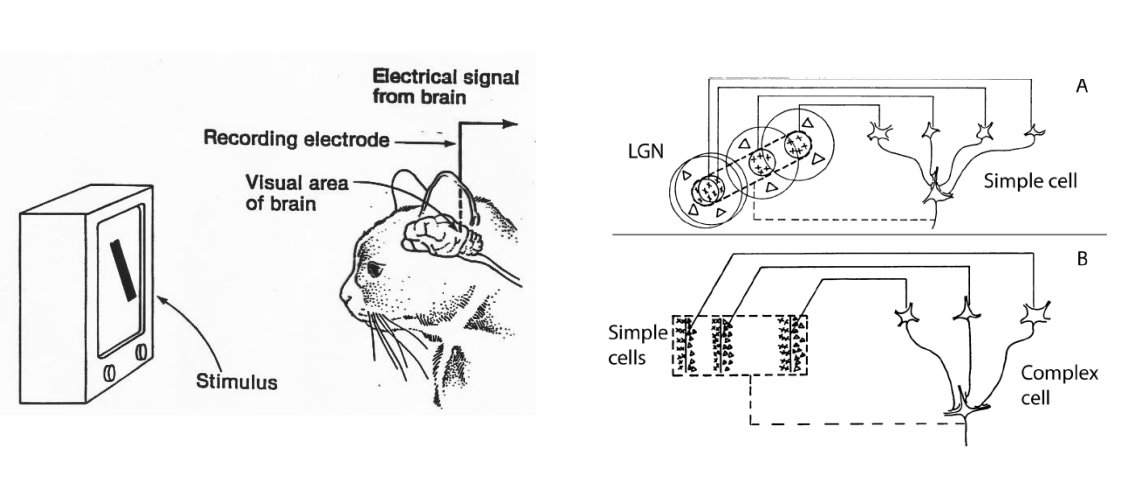 Electrical signal
from brain
Recording electrode
Visual area
of brain
Stimulus
A
LGN
Simple cell
B
Simple
cells
Complex
cell